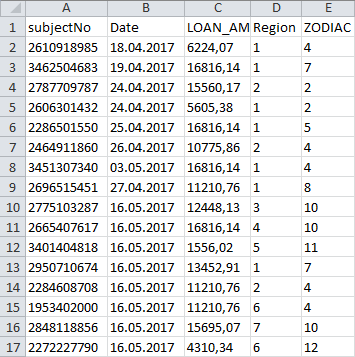 A B C D E
1 subjectNo Date LOAN_AM Region ZODIAC
2 2610918985 18.04.2017 6224,07 1 4
3 3462504683 19.04.2017 16816,14 1 7
4 2787709787 24.04.2017 15560,17 2 2
5 2606301432 24.04.2017 5605,38 1 2
6 2286501550 25.04.2017 16816,14 1 5
7 2464911860 26.04.2017 10775,86 2 4
8 3451307340 03.05.2017 16816,14 1 4
9 2696515451 27.04.2017 11210,76 1 8
10 2775103287 16.05.2017 12448,13 3 10
11 2665407617 16.05.2017 16816,14 4 10
12 3401404818 16.05.2017 1556,02 5 11
13 2950710674 16.05.2017 13452,91 1 7
14 2284608708 16.05.2017 11210,76 2 4
15 1953402000 16.05.2017 11210,76 6 4
16 2848118856 16.05.2017 15695,07 7 10
17 2272227790 16.05.2017 4310,34 6 12